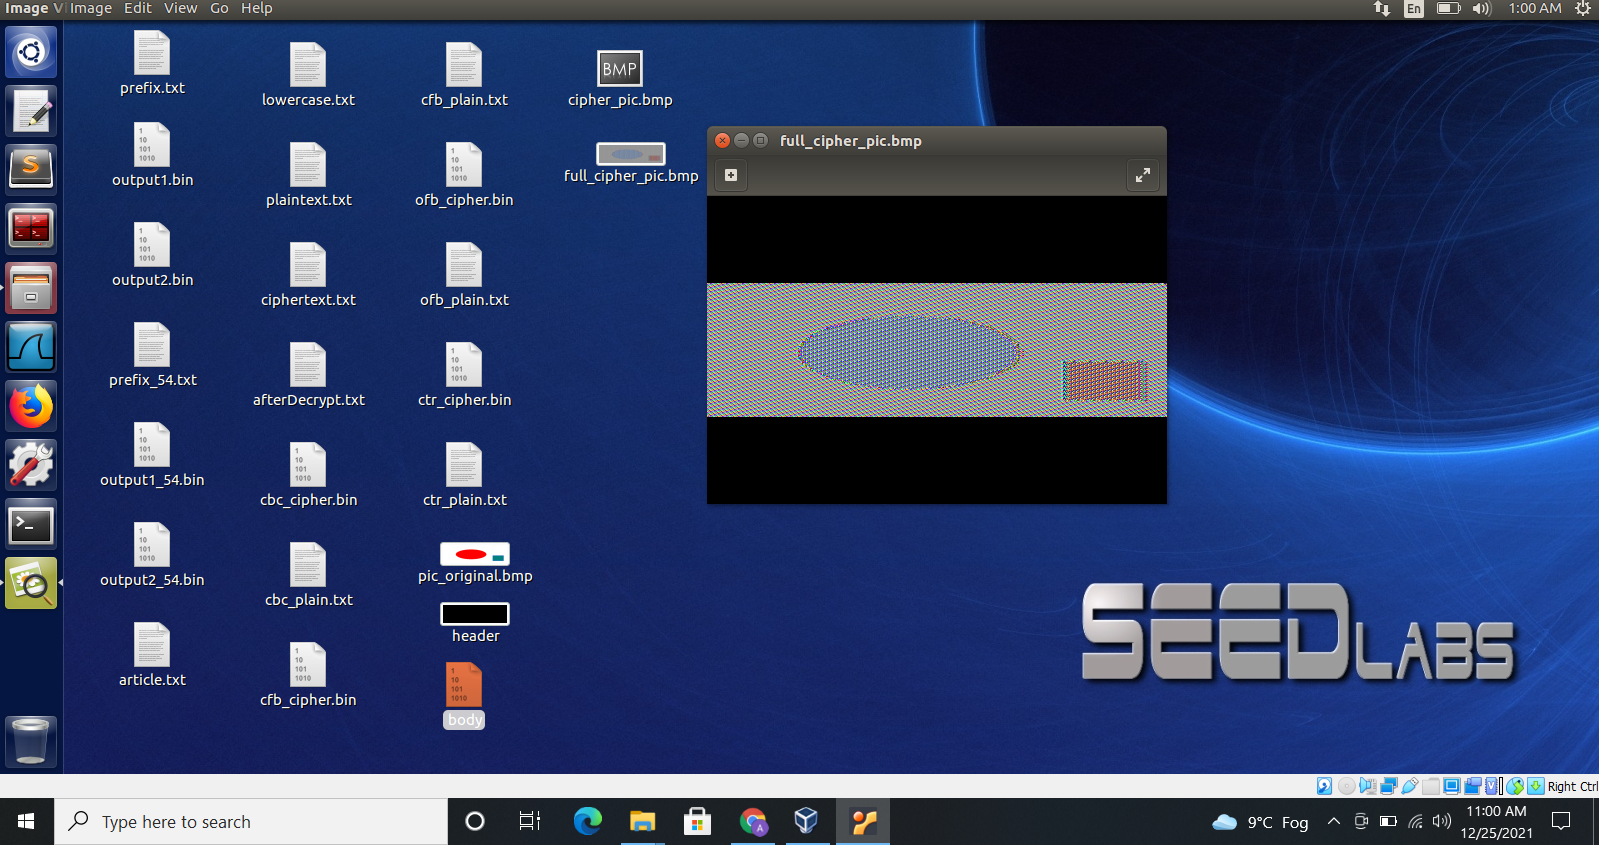 Image Vi Image Edit View Go Help
En 1:00 AM
prefix.txt
output1.bin
output2.bin
prefix_54.txt
output1_54.bin
output2_54.bin
article.txt
lowercase.txt
plaintext.txt
ciphertext.txt
afterDecrypt.txt
cbc_cipher.bin
cbc_plain.txt
cfb_cipher.bin
cfb_plain.txt
ofb_cipher.bin
ofb_plain.txt
ctr_cipher.bin
ctr_plain.txt
pic_original.bmp
header
body
BMP
cipher_pic.bmp
full_cipher_pic.bmp
full_cipher_pic.bmp
SEEDLABS
Right Ctrl
Type here to search
9°C Fog
11:00 AM
12/25/2021